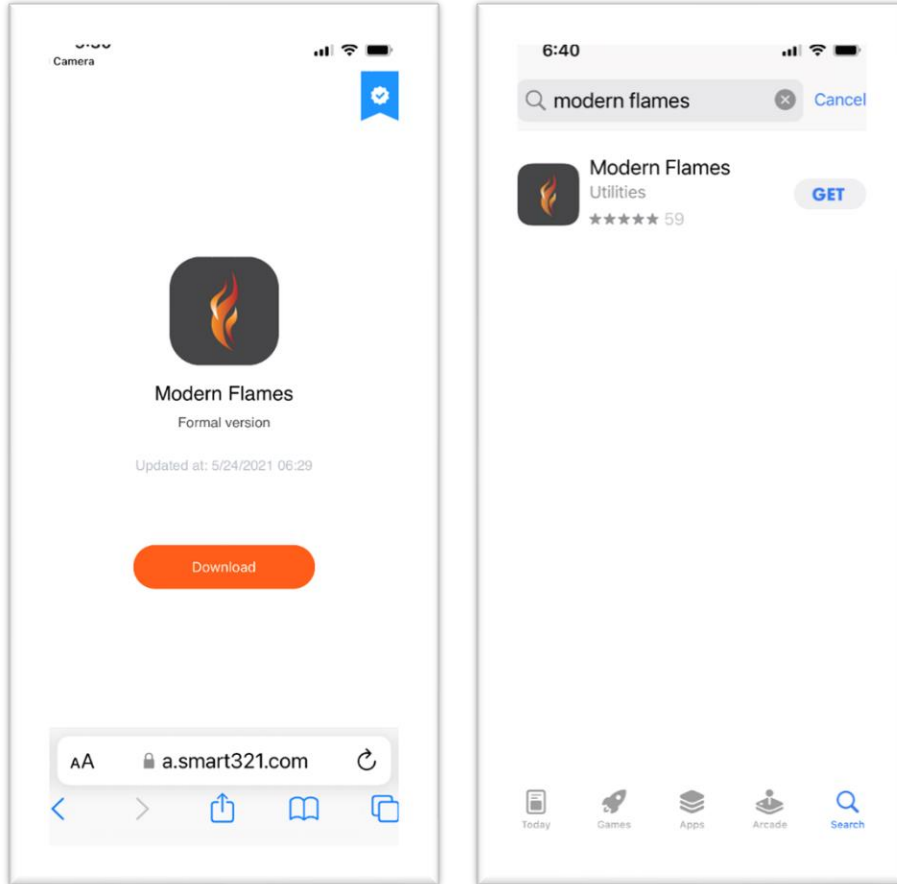 Camera
Modern Flames
Formal version
Updated at: 5/24/2021 06:29
Download
AA
a.smart321.com
6:40
modern flames
Cancel
Modern Flames
Utilities
GET
59
Today
Games
Apps
Arcade
Search